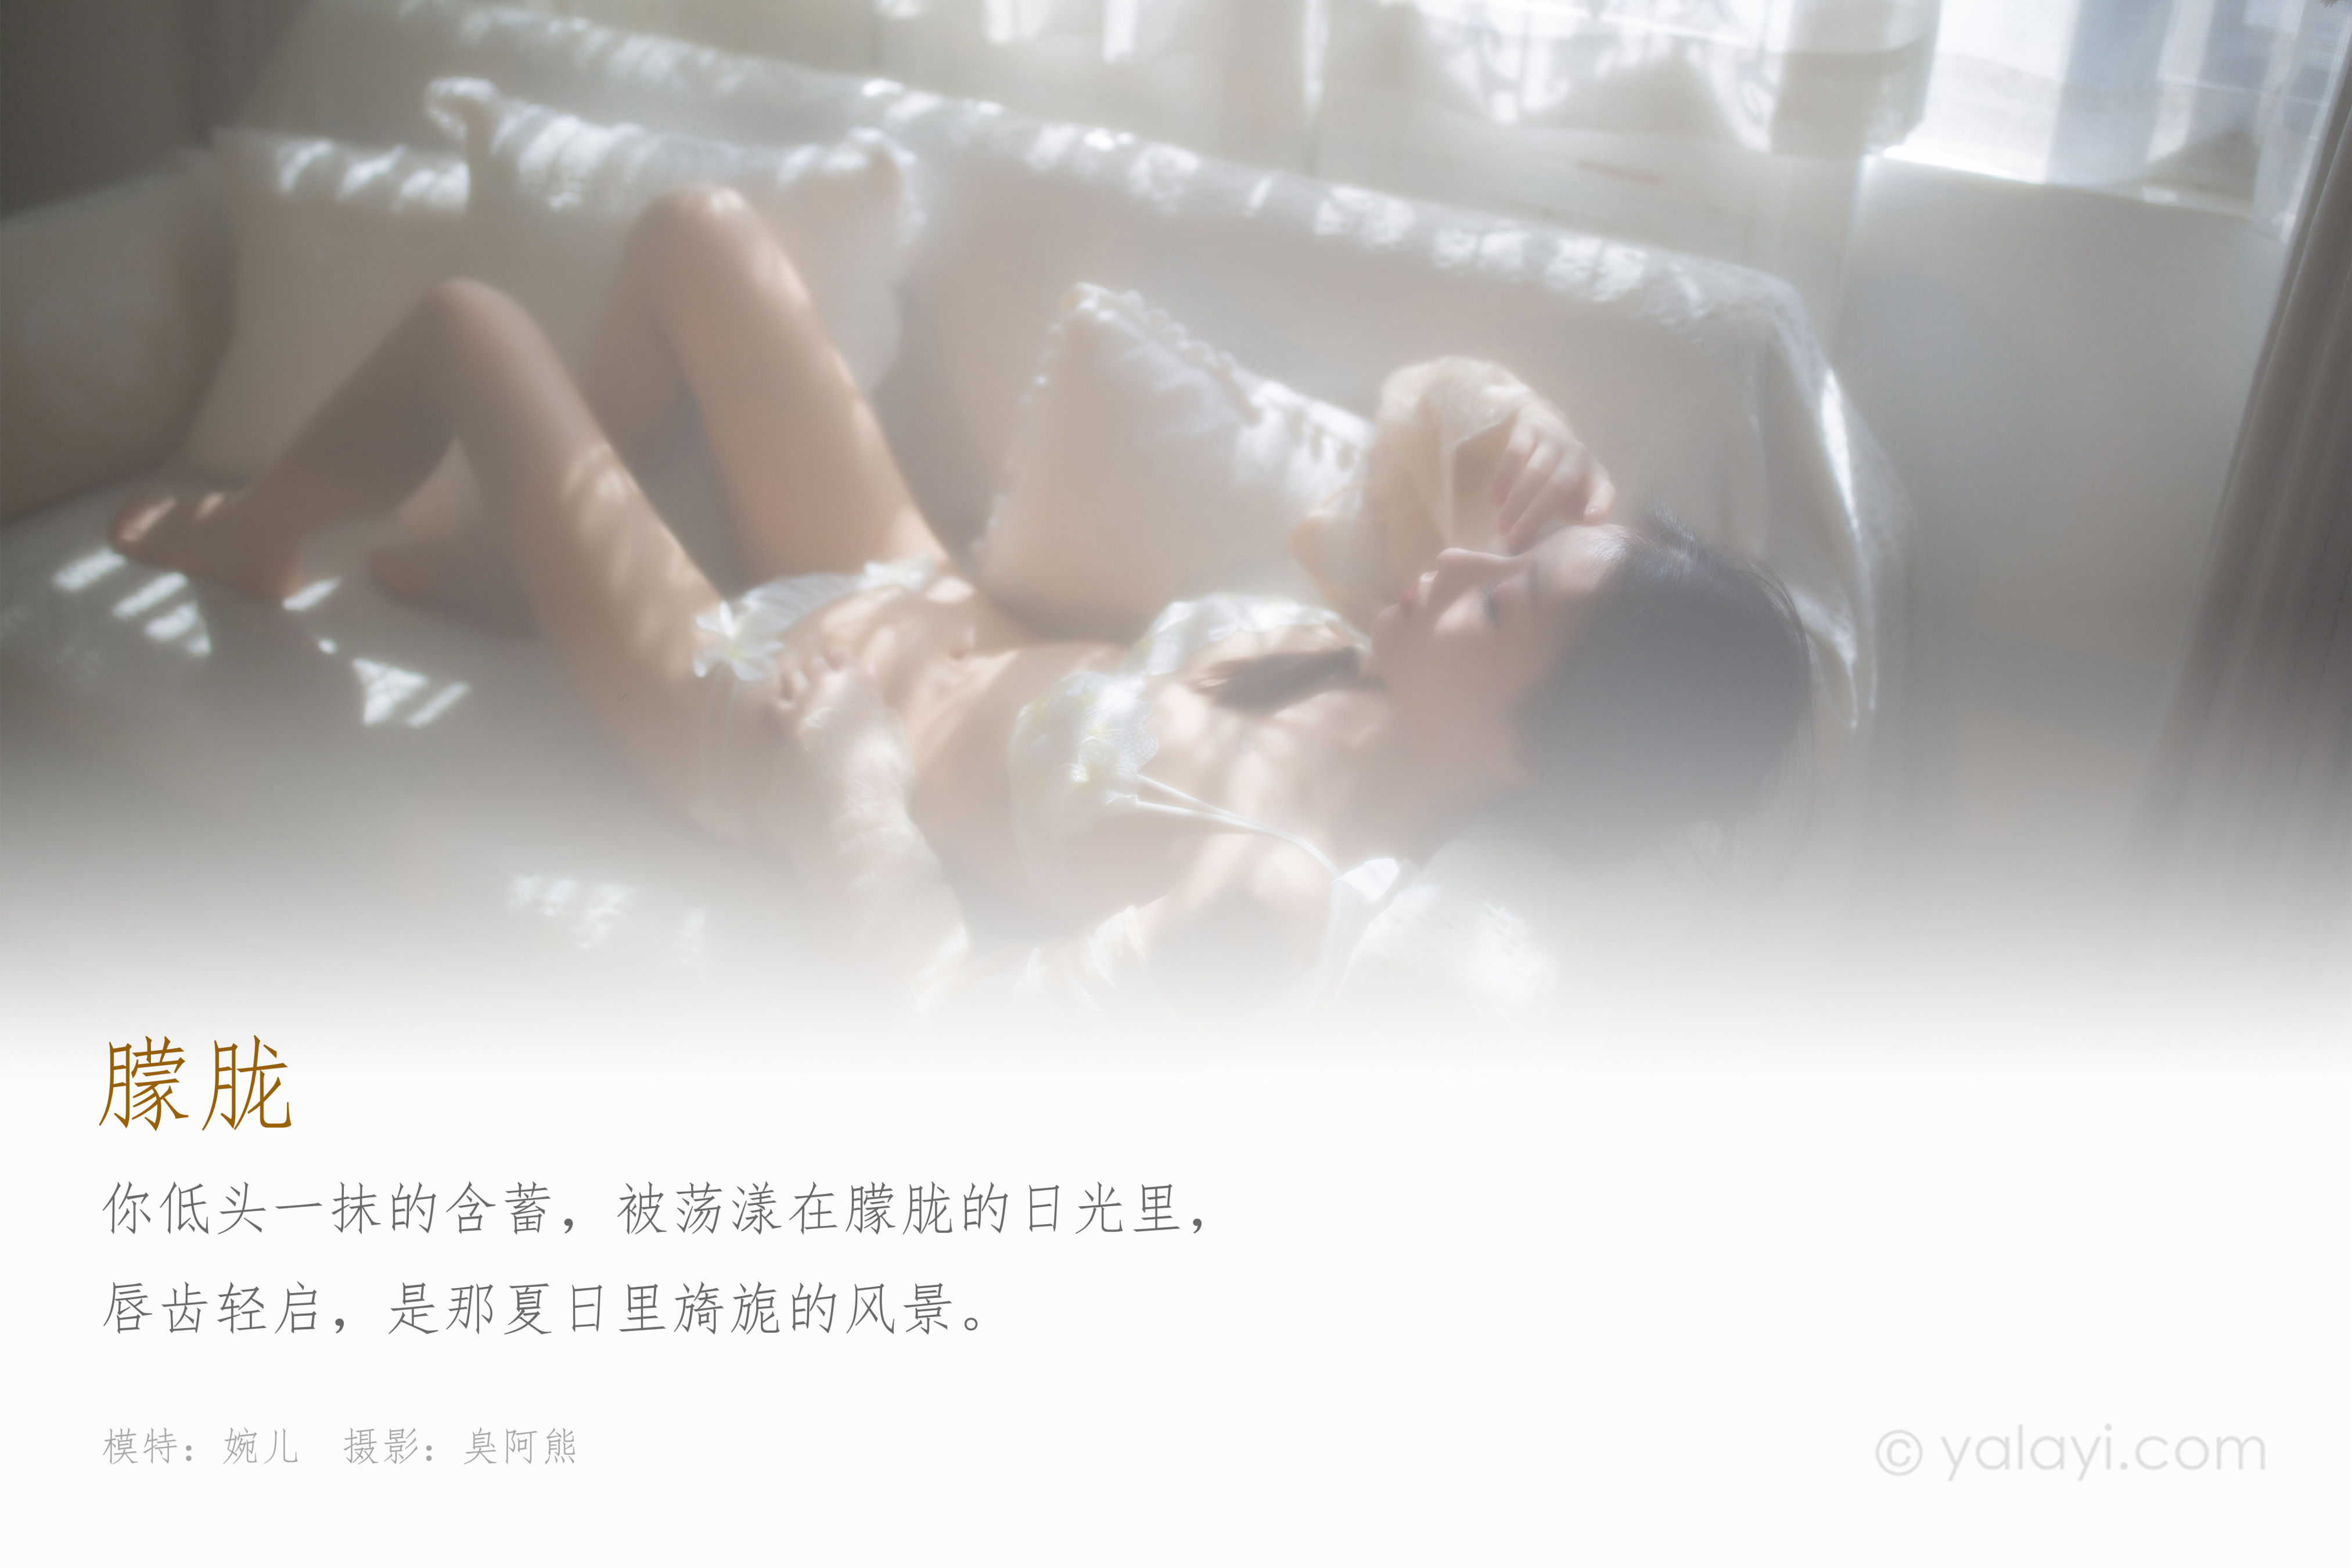 朦胧
你低头一抹的含蓄，被荡漾在朦胧的日光里，
唇齿轻启，是那夏日里旖旎的风景。
模特：婉儿　摄影：臭阿熊
© yalayi.com